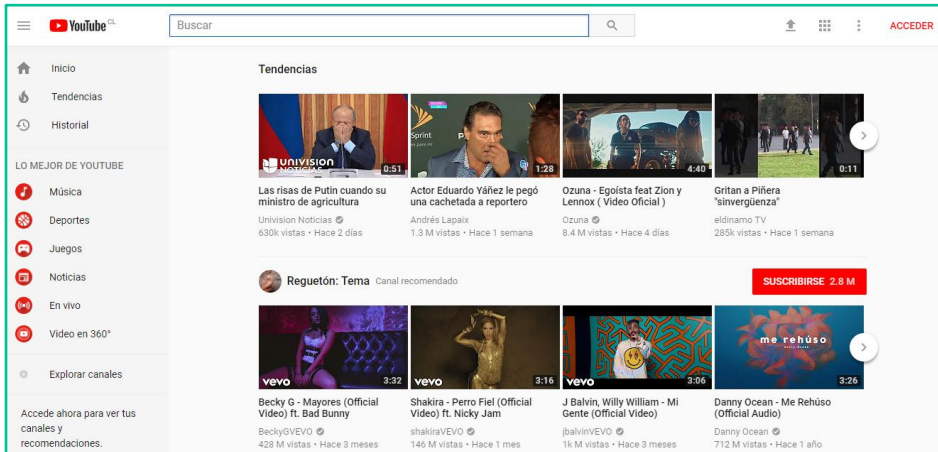 YouTube CL
Buscar
ACCEDER
Inicio
Tendencias
Historial
LO MEJOR DE YOUTUBE
Música
Deportes
Juegos
Noticias
En vivo
Video en 360°
Explorar canales
Accede ahora para ver tus
canales y
recomendaciones.
Tendencias
UNIVISION
NOTICIAS
0:51
Sprint
1:28
4:40
0:11
Las risas de Putin cuando su
ministro de agricultura
Univision Noticias
630k vistas • Hace 2 días
Actor Eduardo Yáñez le pegó
una cachetada a reportero
Andrés Lapaix
1.3 M vistas • Hace 1 semana
Ozuna - Egoísta feat Zion y
Lennox ( Video Oficial )
Ozuna
8.4 M vistas • Hace 4 días
Gritan a Piñera
"sinvergüenza"
eldinamo TV
285k vistas • Hace 1 semana
Reguetón: Tema Canal recomendado
SUSCRIBIRSE 2.8 M
vevo
3:32
vevo
3:16
vevo
3:06
me rehúso
3:26
Becky G - Mayores (Official
Video) ft. Bad Bunny
BeckyGVEVO
428 M vistas • Hace 3 meses
Shakira - Perro Fiel (Official
Video) ft. Nicky Jam
shakiraVEVO
146 M vistas • Hace 1 mes
J Balvin, Willy William - Mi
Gente (Official Video)
jbalvinVEVO
1k M vistas • Hace 3 meses
Danny Ocean - Me Rehúso
(Official Audio)
Danny Ocean
712 M vistas • Hace 1 año